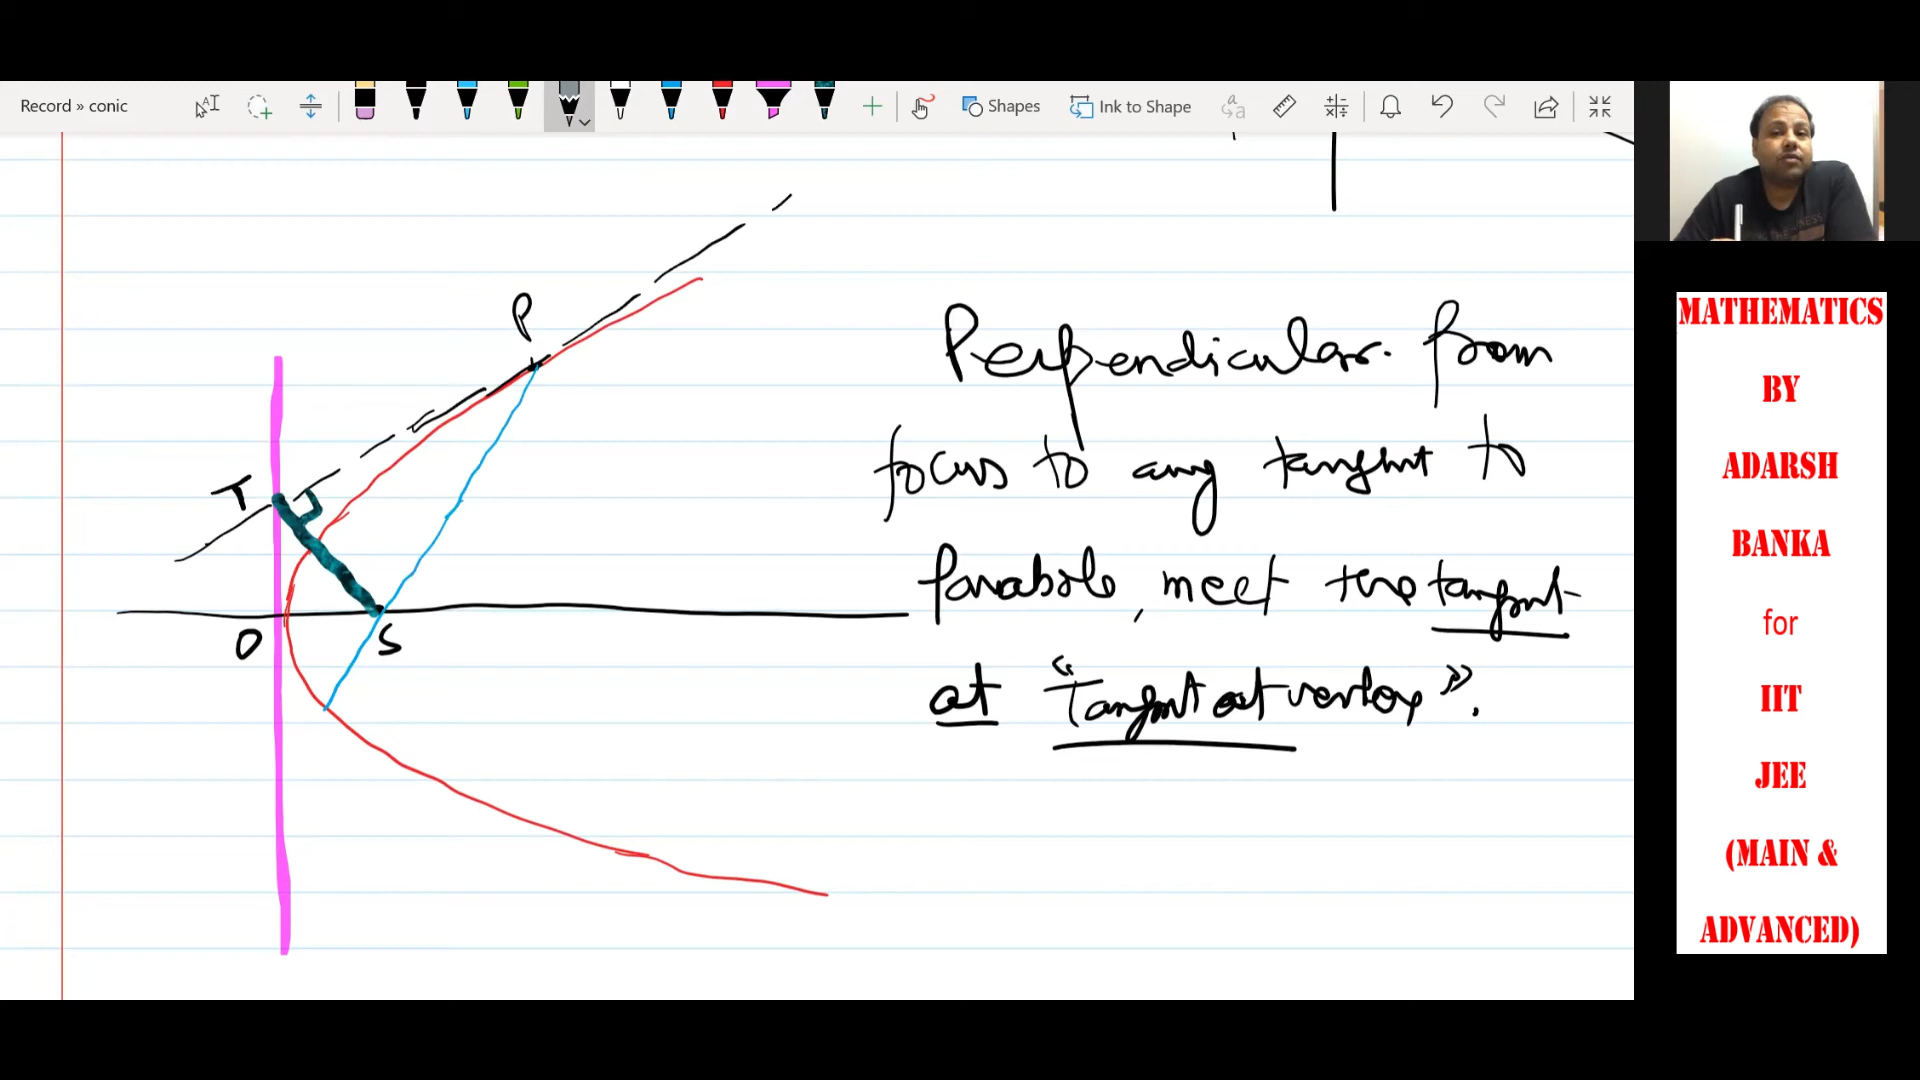 Record » conic
Shapes
Ink to Shape
P
T
O
S
Perpendicular from
focus to any tangent to
parabola, meet the tangent
at "Tangent at vertex".
MATHEMATICS
BY
ADARSH
BANKA
for
IIT
JEE
(MAIN &
ADVANCED)